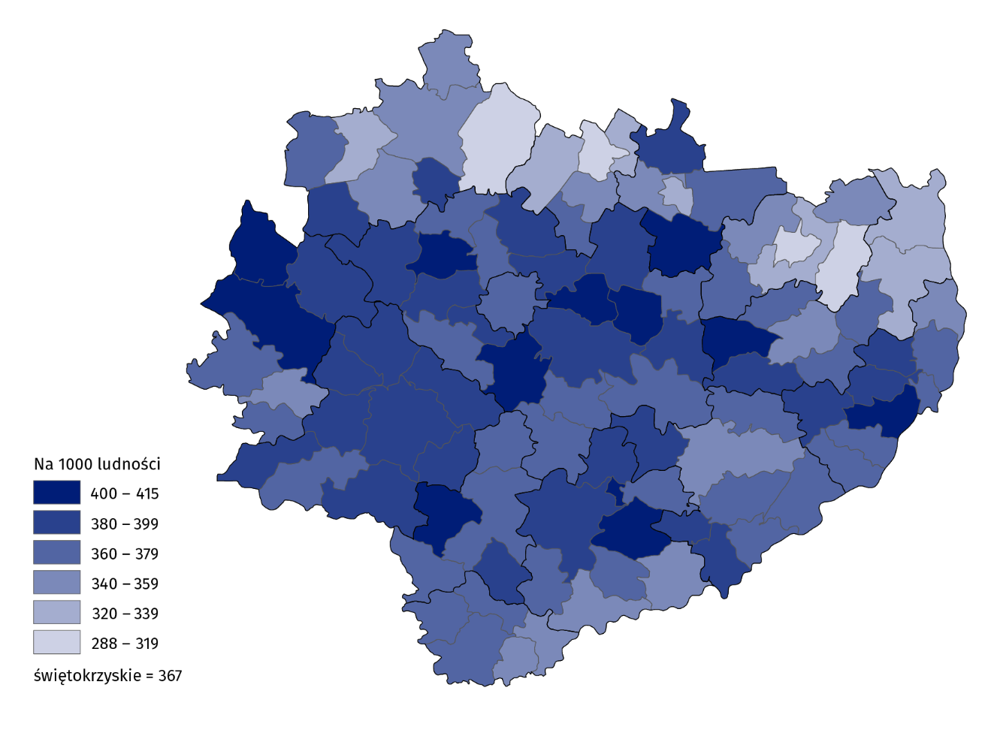 Na 1000 ludności
400 – 415
380 – 399
360 – 379
340 – 359
320 – 339
288 – 319
świętokrzyskie = 367